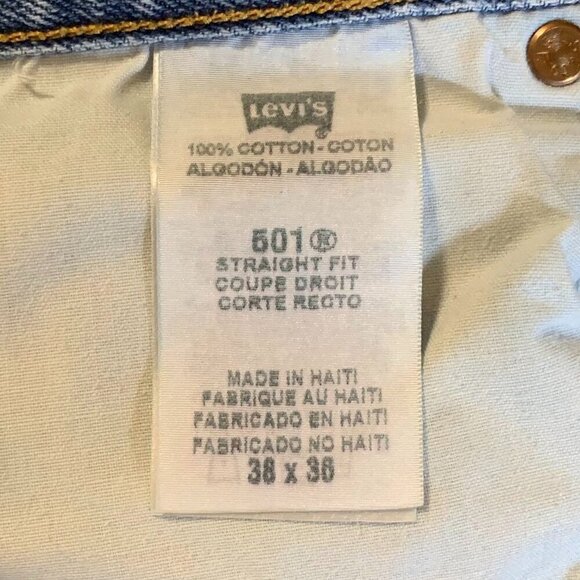 Levi's
100% COTTON - COTON
ALGODÓN - ALGODÃO
501®
STRAIGHT FIT
COUPE DROIT
CORTE RECTO
MADE IN HAITI
FABRIQUE AU HAITI
FABRICADO EN HAITI
FABRICADO NO HAITI
38 x 36